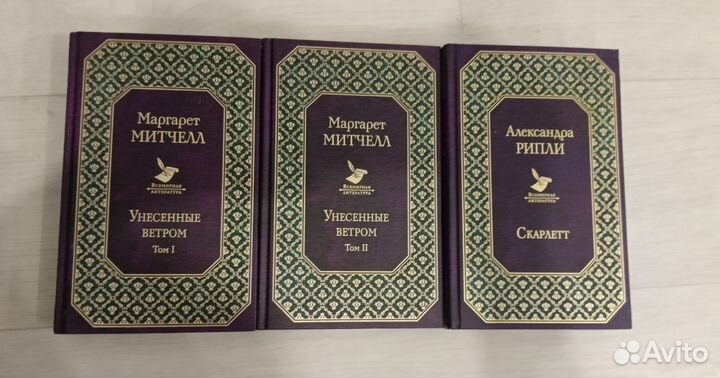 Маргарет
МИТЧЕЛЛ
Всемирная
литература
Унесенные
ветром
Том I
Маргарет
МИТЧЕЛЛ
Всемирная
литература
Унесенные
ветром
Том II
Александра
РИПЛИ
Всемирная
литература
Скарлетт
Avito